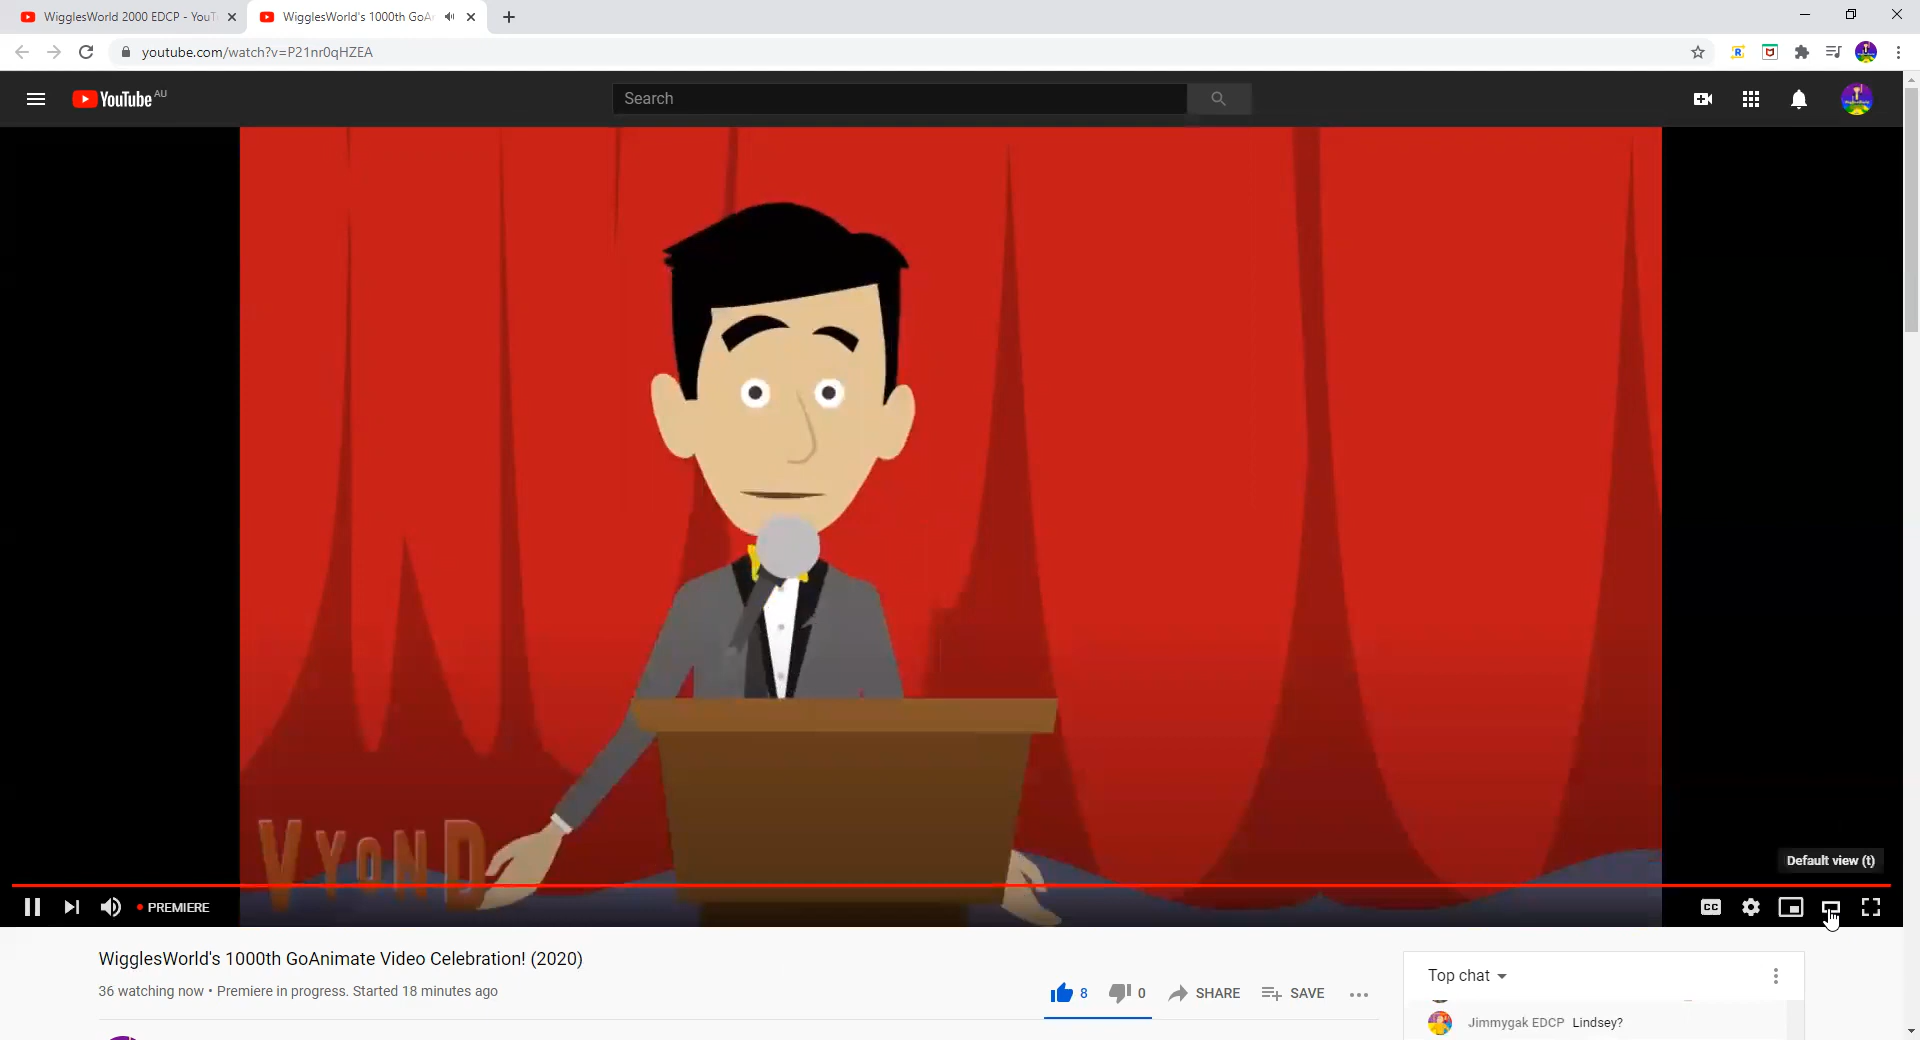 WigglesWorld 2000 EDCP - YouT
WigglesWorld's 1000th GoA
youtube.com/watch?v=P21nr0qHZEA
YouTube AU
Search
VYOND
Default view (t)
PREMIERE
CC
WigglesWorld's 1000th GoAnimate Video Celebration! (2020)
36 watching now • Premiere in progress. Started 18 minutes ago
8
0
SHARE
SAVE
Top chat
Jimmygak EDCP Lindsey?